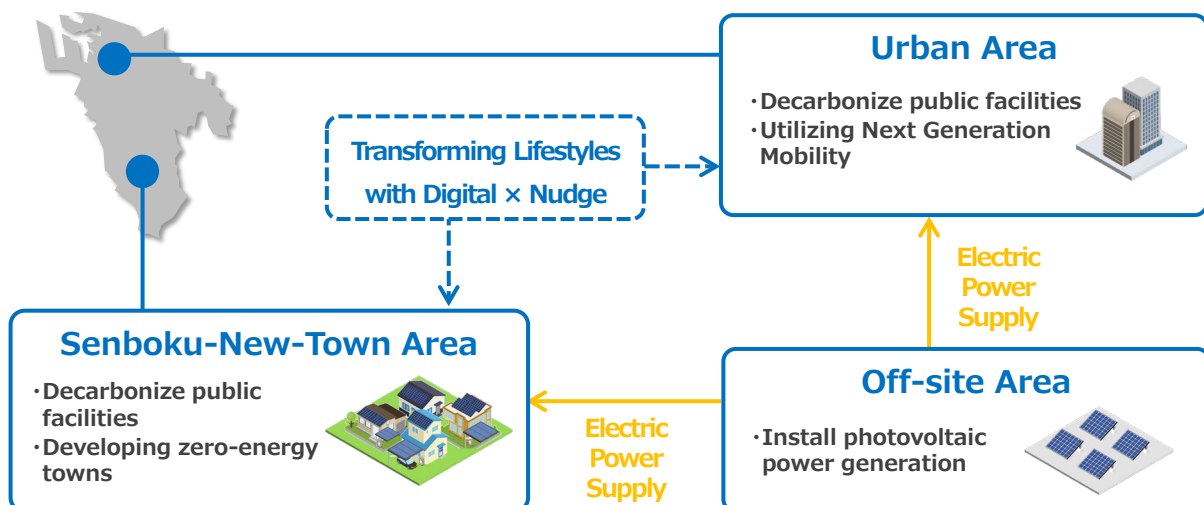 Urban Area
・Decarbonize public facilities
・Utilizing Next Generation
Mobility
Transforming Lifestyles
with Digital × Nudge
Electric
Power
Supply
Senboku-New-Town Area
・Decarbonize public
facilities
・Developing zero-energy
towns
Electric
Power
Supply
Off-site Area
・Install photovoltaic
power generation